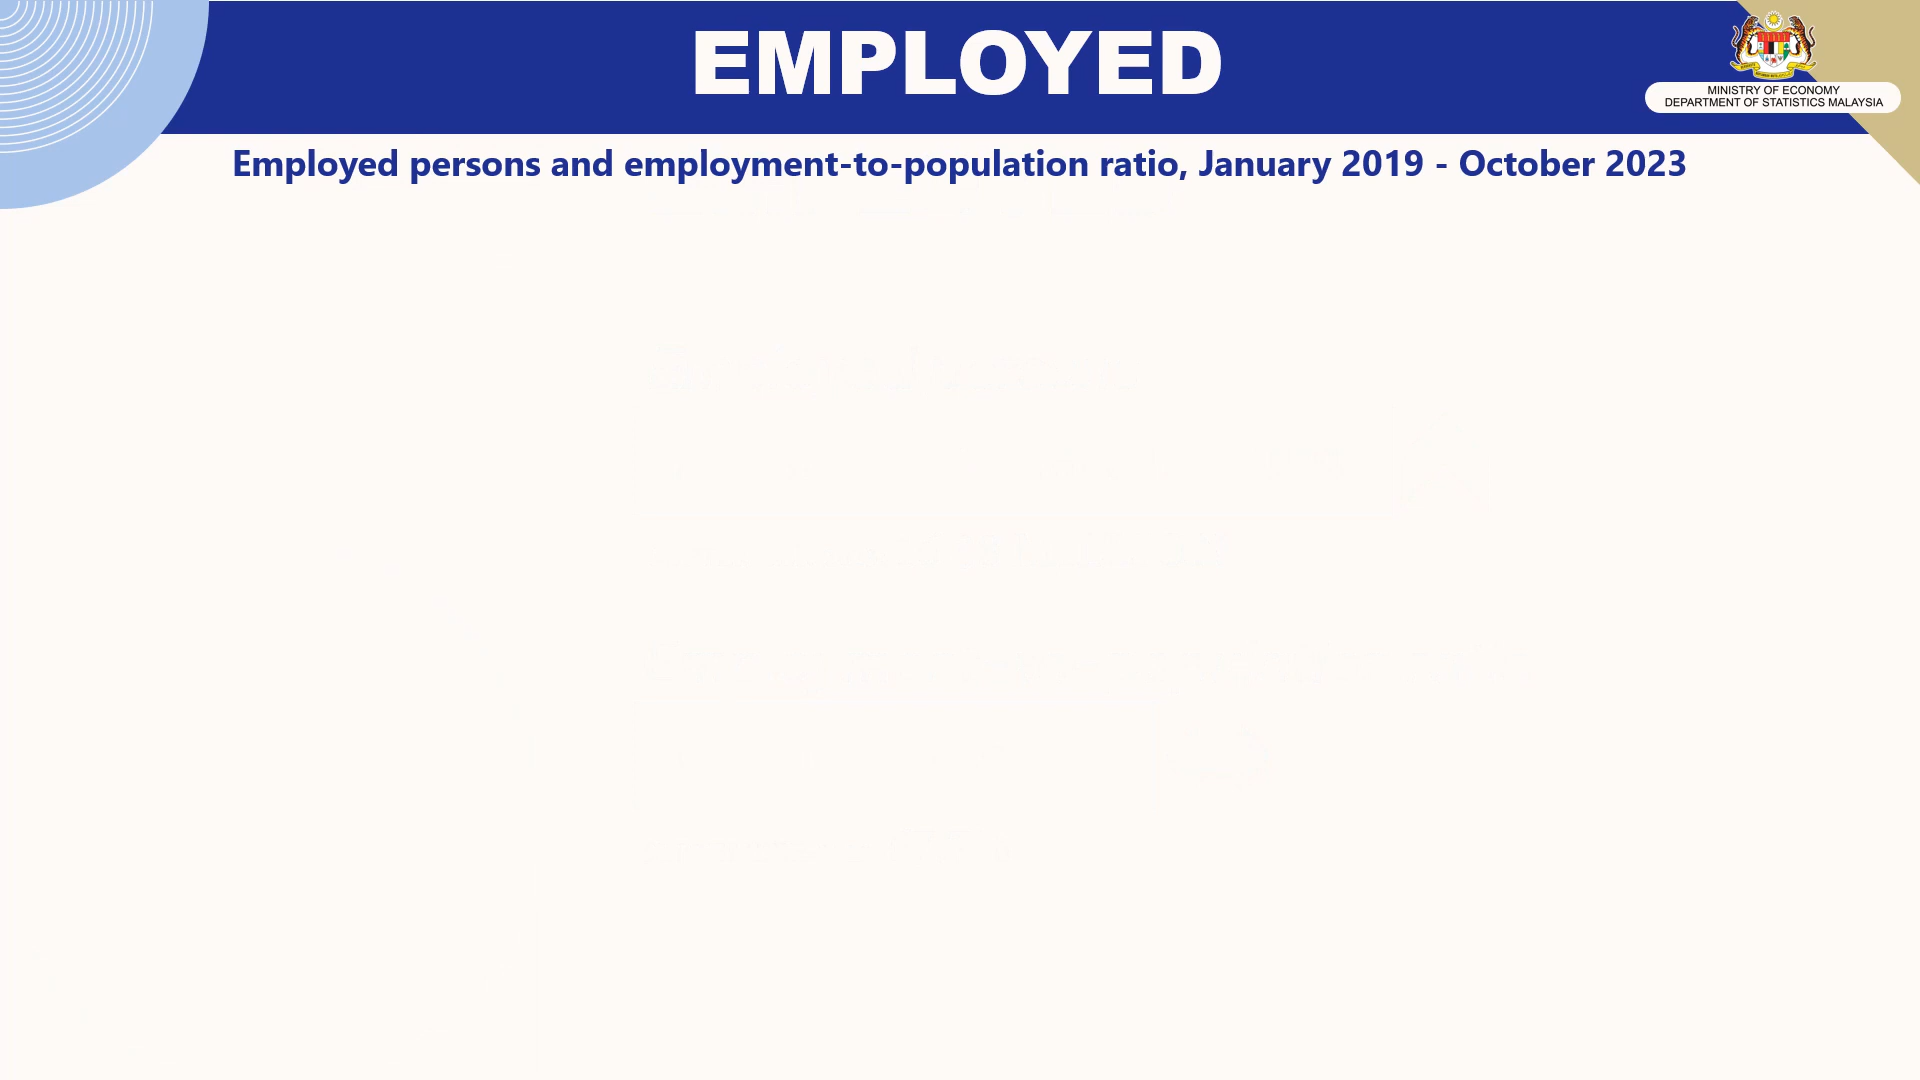 EMPLOYED
MINISTRY OF ECONOMY
DEPARTMENT OF STATISTICS MALAYSIA
Employed persons and employment-to-population ratio, January 2019 - October 2023